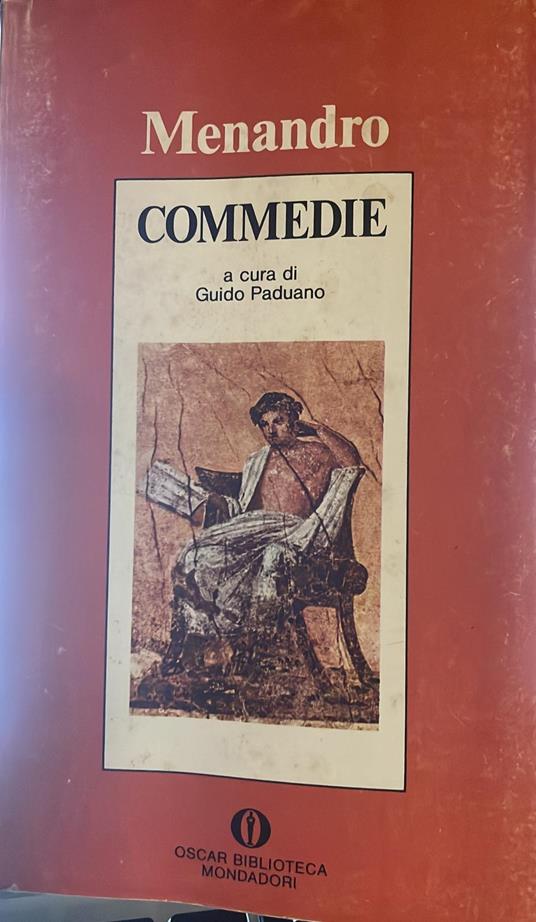 Menandro
COMMEDIE
a cura di
Guido Paduano
OSCAR BIBLIOTECA
MONDADORI